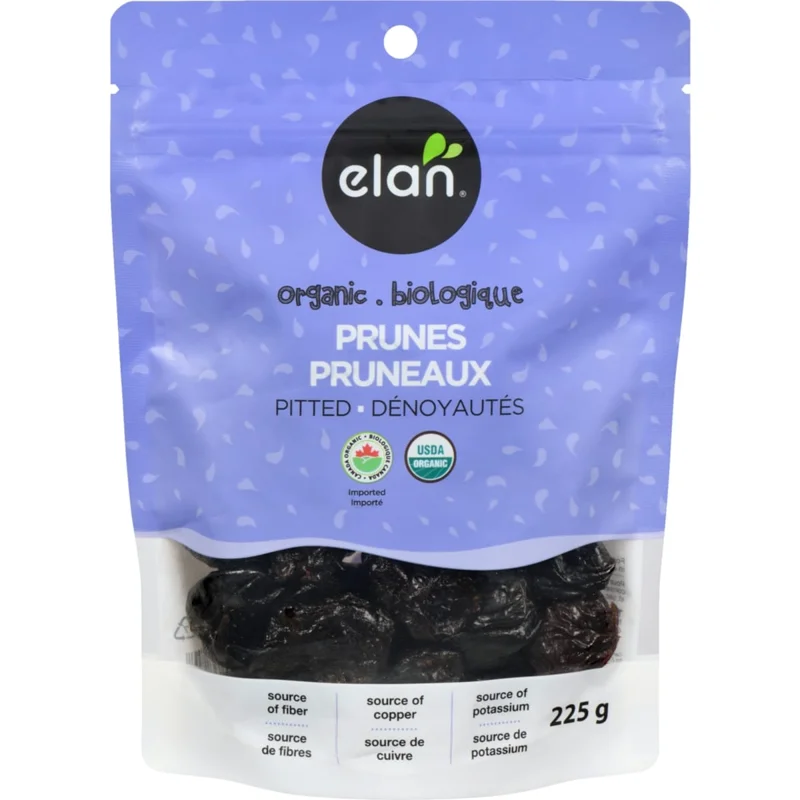 elan®
organic . biologique
PRUNES
PRUNEAUX
PITTED ▪ DÉNOYAUTÉS
CANADA ORGANIC • BIOLOGIQUE CANADA •
USDA
ORGANIC
Imported
Importé
source
of fiber
source
de fibres
source of
copper
source de
cuivre
source of
potassium
source de
potassium
225 g